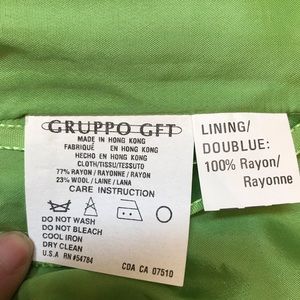 GRUPPO GFT
MADE IN HONG KONG
FABRIQUÉ EN HONG KONG
HECHO EN HONG KONG
CLOTH/TISSU/TESSUTO
77% RAYON / RAYONNE / RAYON
23% WOOL / LAINE / LANA
CARE INSTRUCTION
DO NOT WASH
DO NOT BLEACH
COOL IRON
DRY CLEAN
U.S.A RN #54784 CDA CA 07510
LINING/
DOUBLUE:
100% Rayon/
Rayonne